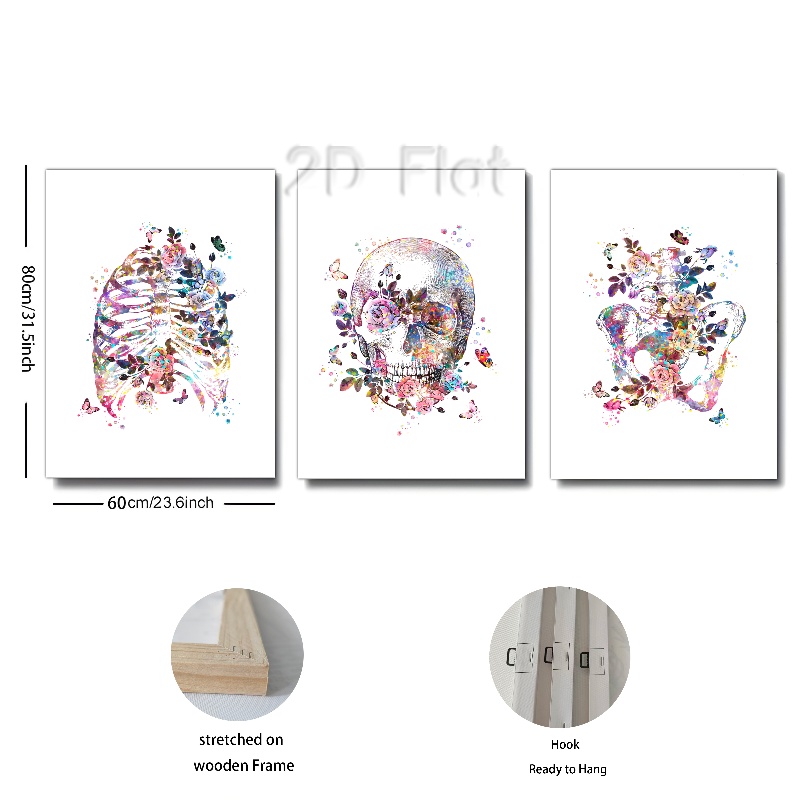 2D Flat
80cm/31.5inch
60cm/23.6inch
stretched on
wooden Frame
Hook
Ready to Hang